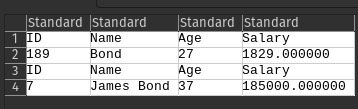 Standard Standard Standard Standard
1 ID Name Age Salary
2 189 Bond 27 1829.000000
3 ID Name Age Salary
4 7 James Bond 37 185000.000000